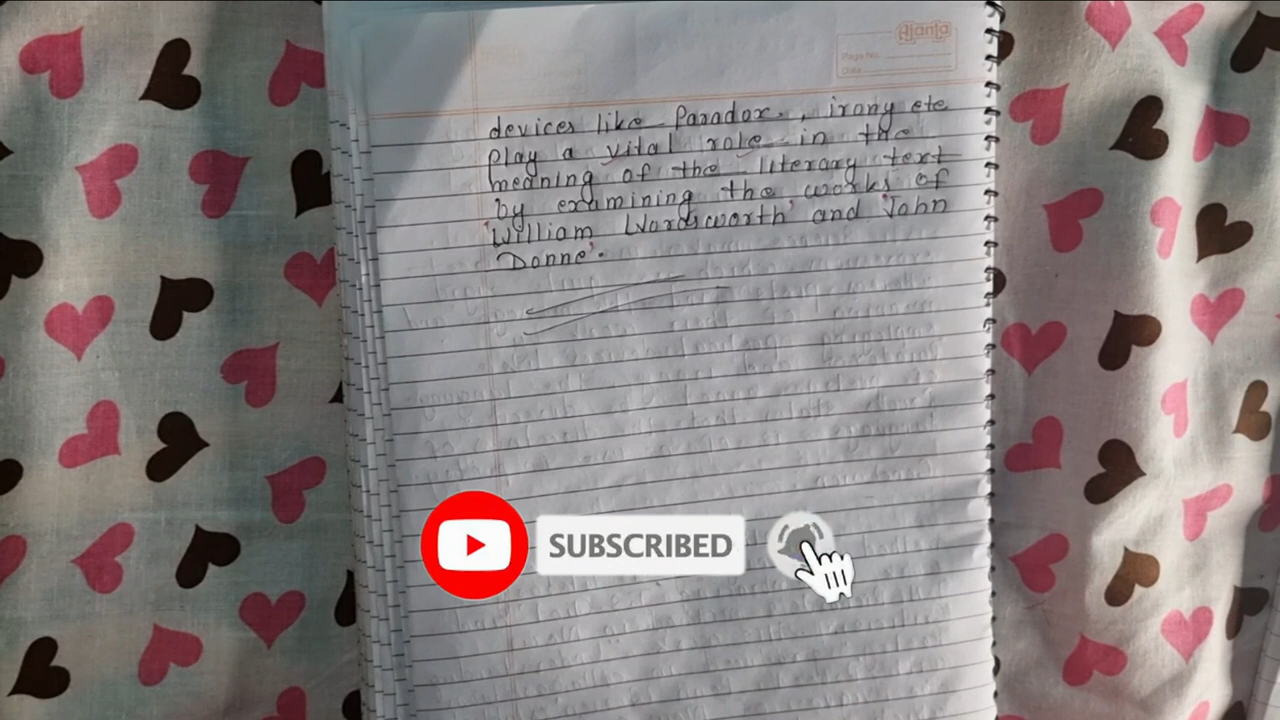 Ajanta
Page No.
Date
devices like Paradox, irony etc
Play a vital role in the
meaning of the literary text
by examining the works of
'William Wordsworth' and 'John
Donne'.
SUBSCRIBED